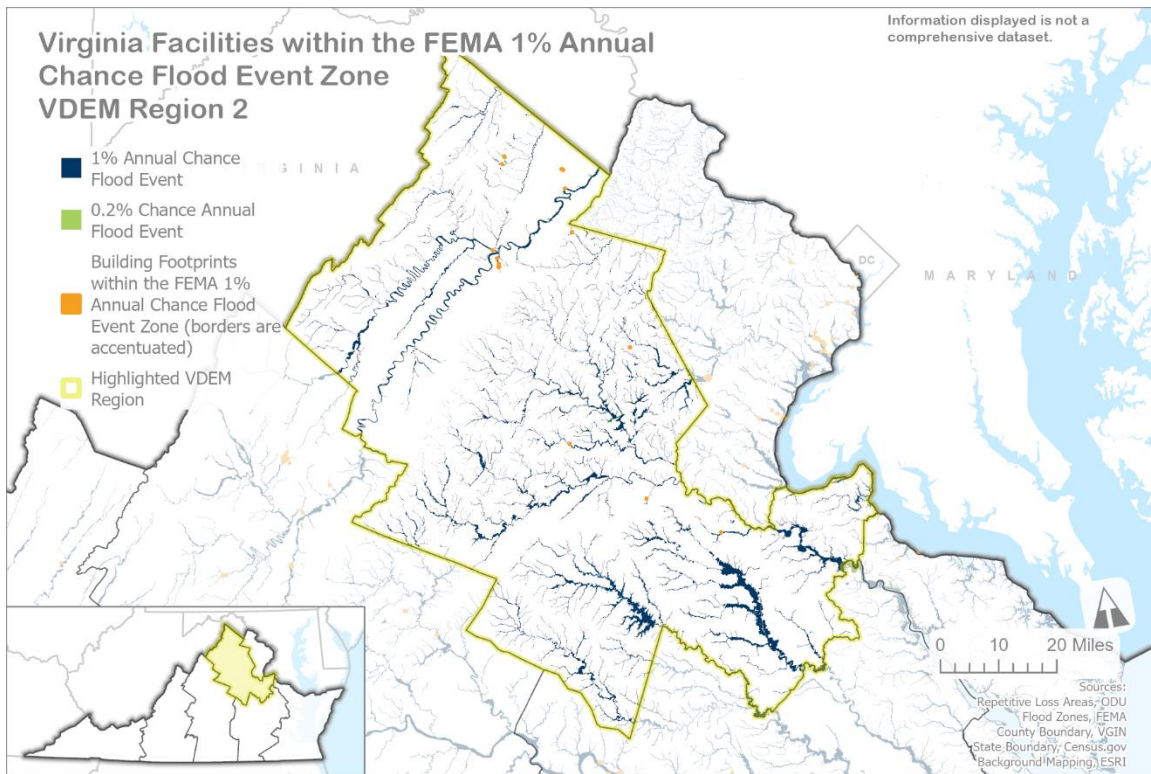 Virginia Facilities within the FEMA 1% Annual
Chance Flood Event Zone
VDEM Region 2
Information displayed is not a
comprehensive dataset.
1% Annual Chance
Flood Event
0.2% Chance Annual
Flood Event
Building Footprints
within the FEMA 1%
Annual Chance Flood
Event Zone (borders are
accentuated)
Highlighted VDEM
Region
VIRGINIA
DC
MARYLAND
0 10 20 Miles
Sources:
Repetitive Loss Areas, ODU
Flood Zones, FEMA
County Boundary, VGIN
State Boundary, Census.gov
Background Mapping, ESRI